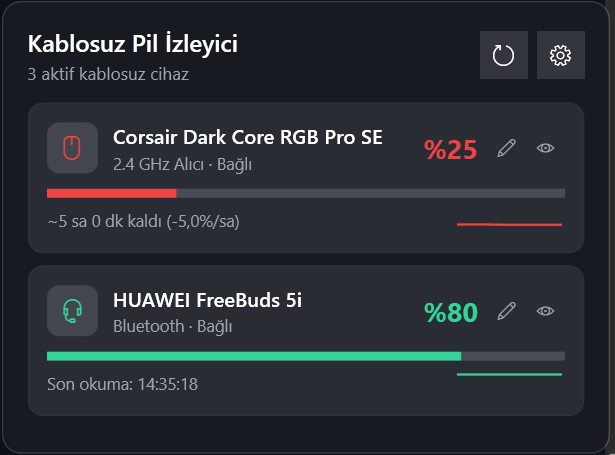 Kablosuz Pil İzleyici
3 aktif kablosuz cihaz
Corsair Dark Core RGB Pro SE
%25
2.4 GHz Alıcı · Bağlı
~5 sa 0 dk kaldı (-5,0%/sa)
HUAWEI FreeBuds 5i
%80
Bluetooth · Bağlı
Son okuma: 14:35:18